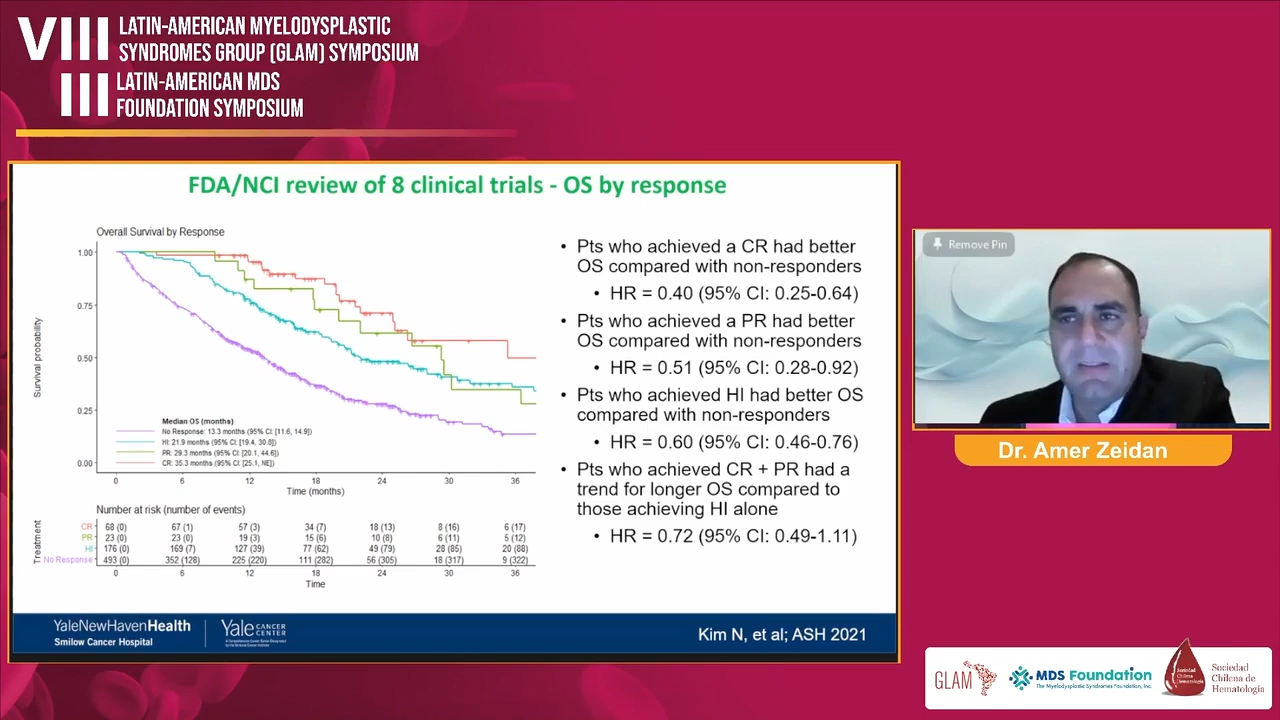 VIII LATIN-AMERICAN MYELODYSPLASTIC
SYNDROMES GROUP (GLAM) SYMPOSIUM
III LATIN-AMERICAN MDS
FOUNDATION SYMPOSIUM
FDA/NCI review of 8 clinical trials - OS by response
Overall Survival by Response
1.00
0.75
0.50
0.25
0.00
Survival probability
Median OS (months)
No Response: 13.3 months (95% CI: [11.6, 14.9])
HI: 21.9 months (95% CI: [19.4, 30.8])
PR: 29.3 months (95% CI: [20.1, 44.6])
CR: 35.3 months (95% CI: [25.1, NE])
0 6 12 18 24 30 36
Time (months)
Number at risk (number of events)
Treatment
CR 68 (0) 67 (1) 57 (3) 34 (7) 18 (13) 8 (16) 6 (17)
PR 23 (0) 23 (0) 19 (3) 15 (6) 10 (8) 6 (11) 5 (12)
HI 176 (0) 169 (7) 127 (39) 77 (62) 49 (79) 28 (85) 20 (88)
No Response 493 (0) 352 (128) 225 (220) 111 (282) 56 (305) 18 (317) 9 (322)
0 6 12 18 24 30 36
Time
• Pts who achieved a CR had better
OS compared with non-responders
• HR = 0.40 (95% CI: 0.25-0.64)
• Pts who achieved a PR had better
OS compared with non-responders
• HR = 0.51 (95% CI: 0.28-0.92)
• Pts who achieved HI had better OS
compared with non-responders
• HR = 0.60 (95% CI: 0.46-0.76)
• Pts who achieved CR + PR had a
trend for longer OS compared to
those achieving HI alone
• HR = 0.72 (95% CI: 0.49-1.11)
YaleNewHavenHealth
Smilow Cancer Hospital
Yale CANCER
CENTER
Kim N, et al; ASH 2021
Remove Pin
Dr. Amer Zeidan
GLAM
MDS Foundation
The Myelodysplastic Syndromes Foundation, Inc.
Sociedad
Chilena de
Hematología
Sociedad
Chilena de
Hematología